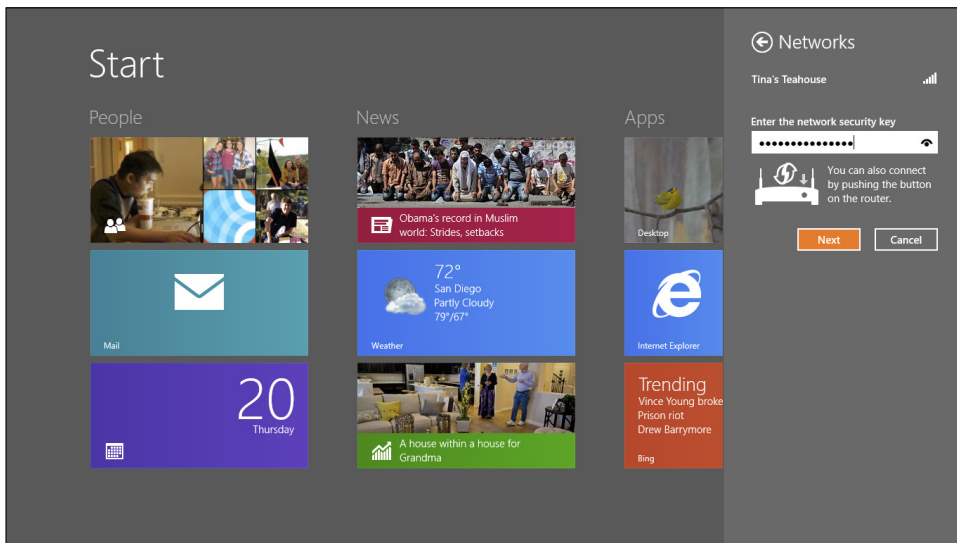 Start
People
Mail
20
Thursday
News
Obama's record in Muslim
world: Strides, setbacks
72°
San Diego
Partly Cloudy
79°/67°
Weather
A house within a house for
Grandma
Apps
Desktop
Internet Explorer
Trending
Vince Young broke
Prison riot
Drew Barrymore
Bing
Networks
Tina's Teahouse
Enter the network security key
You can also connect
by pushing the button
on the router.
Next
Cancel